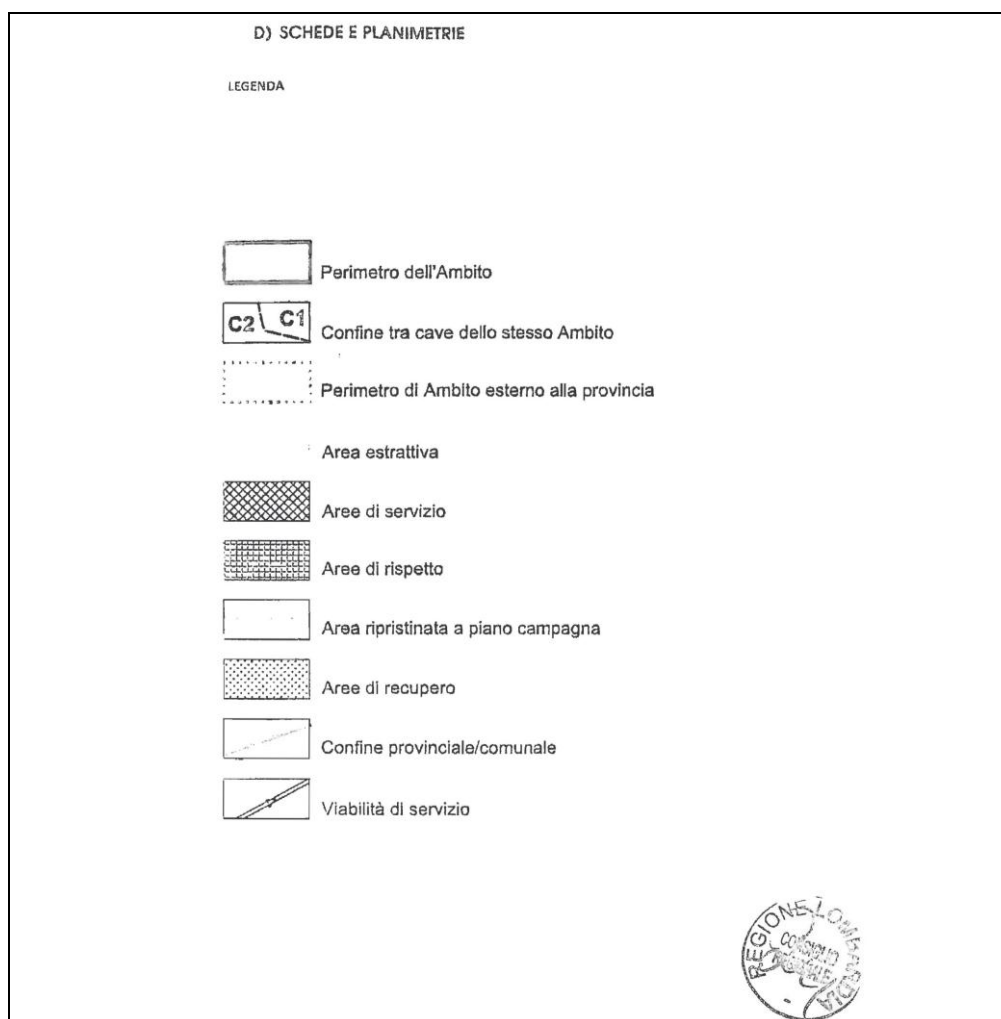 D) SCHEDE E PLANIMETRIE
LEGENDA
Perimetro dell'Ambito
C2 C1
Confine tra cave dello stesso Ambito
Perimetro di Ambito esterno alla provincia
Area estrattiva
Aree di servizio
Aree di rispetto
Area ripristinata a piano campagna
Aree di recupero
Confine provinciale/comunale
Viabilità di servizio
REGIONE LOMBARDIA
CONSIGLIO
REGIONALE